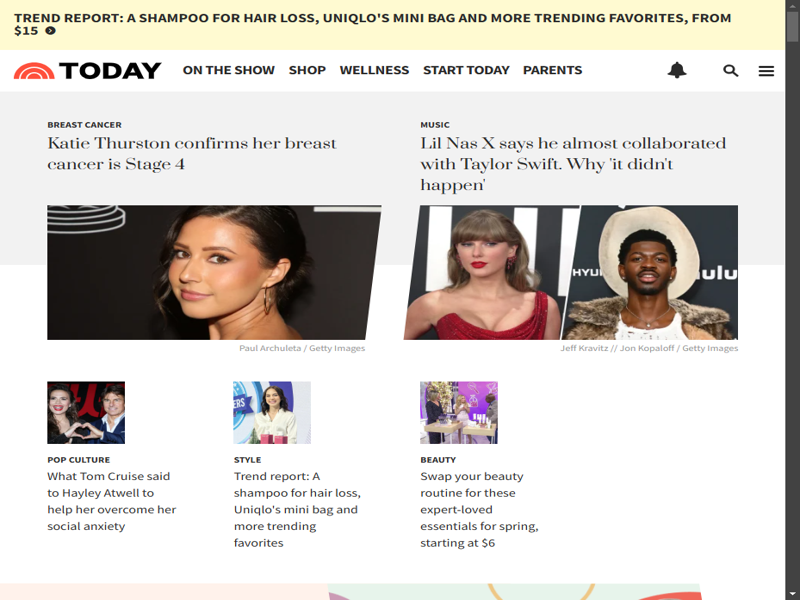 TREND REPORT: A SHAMPOO FOR HAIR LOSS, UNIQLO'S MINI BAG AND MORE TRENDING FAVORITES, FROM
$15
TODAY
ON THE SHOW
SHOP
WELLNESS
START TODAY
PARENTS
BREAST CANCER
Katie Thurston confirms her breast
cancer is Stage 4
Paul Archuleta / Getty Images
MUSIC
Lil Nas X says he almost collaborated
with Taylor Swift. Why 'it didn't
happen'
HYU
ulu
Jeff Kravitz // Jon Kopaloff / Getty Images
POP CULTURE
What Tom Cruise said
to Hayley Atwell to
help her overcome her
social anxiety
ERS
STYLE
Trend report: A
shampoo for hair loss,
Uniqlo's mini bag and
more trending
favorites
BEAUTY
Swap your beauty
routine for these
expert-loved
essentials for spring,
starting at $6